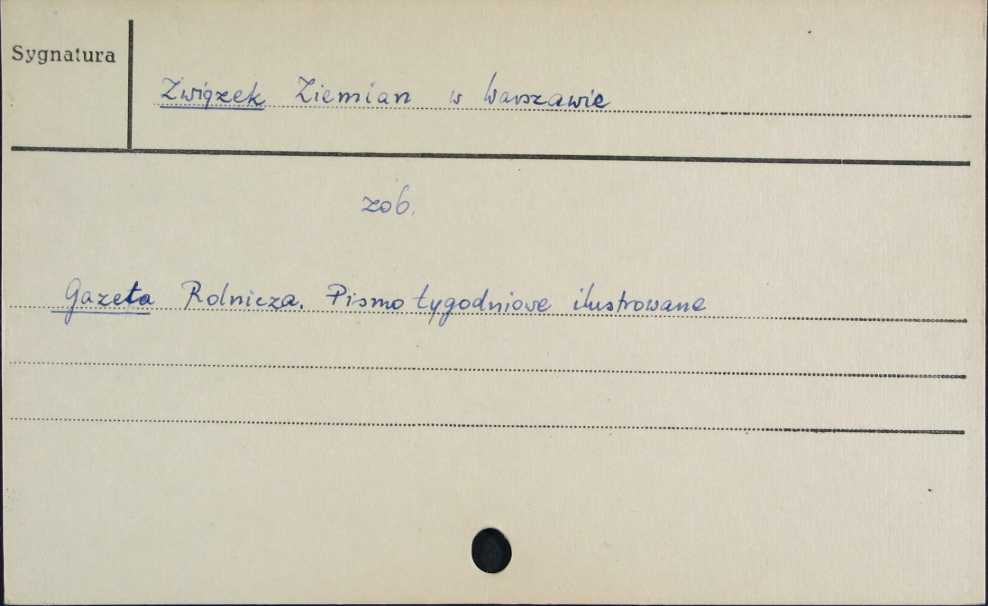 Sygnatura
Związek Ziemian w Warszawie
zob.
Gazeta Rolnicza. Pismo tygodniowe ilustrowane